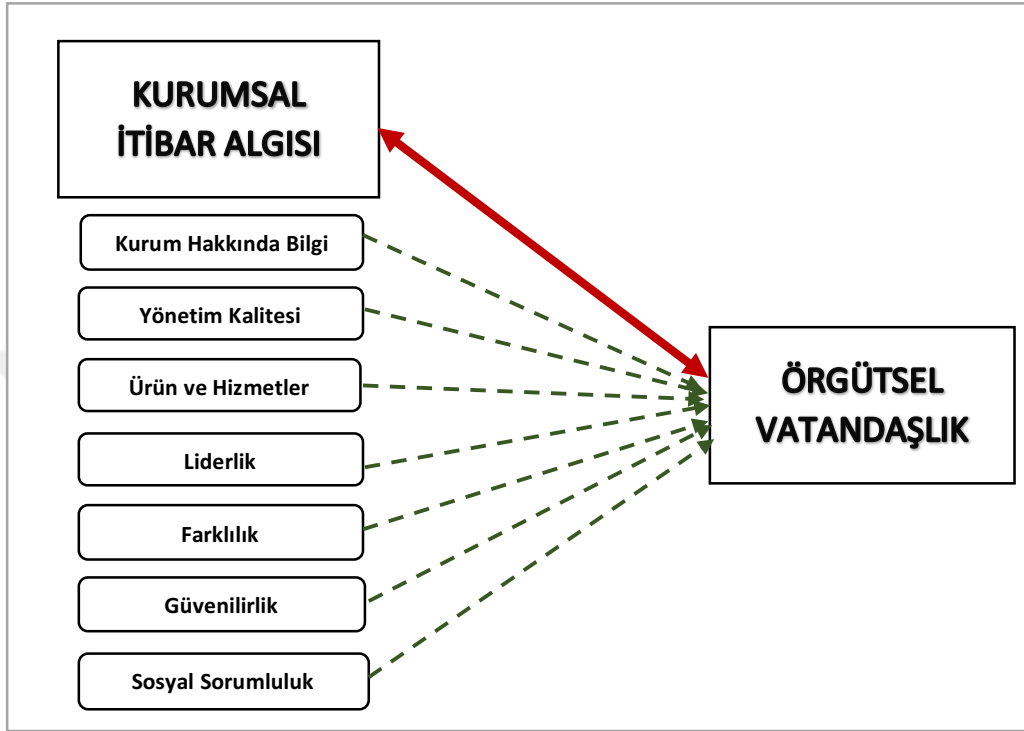 KURUMSAL
İTİBAR ALGISI
Kurum Hakkında Bilgi
Yönetim Kalitesi
Ürün ve Hizmetler
Liderlik
Farklılık
Güvenilirlik
Sosyal Sorumluluk
ÖRGÜTSEL
VATANDAŞLIK